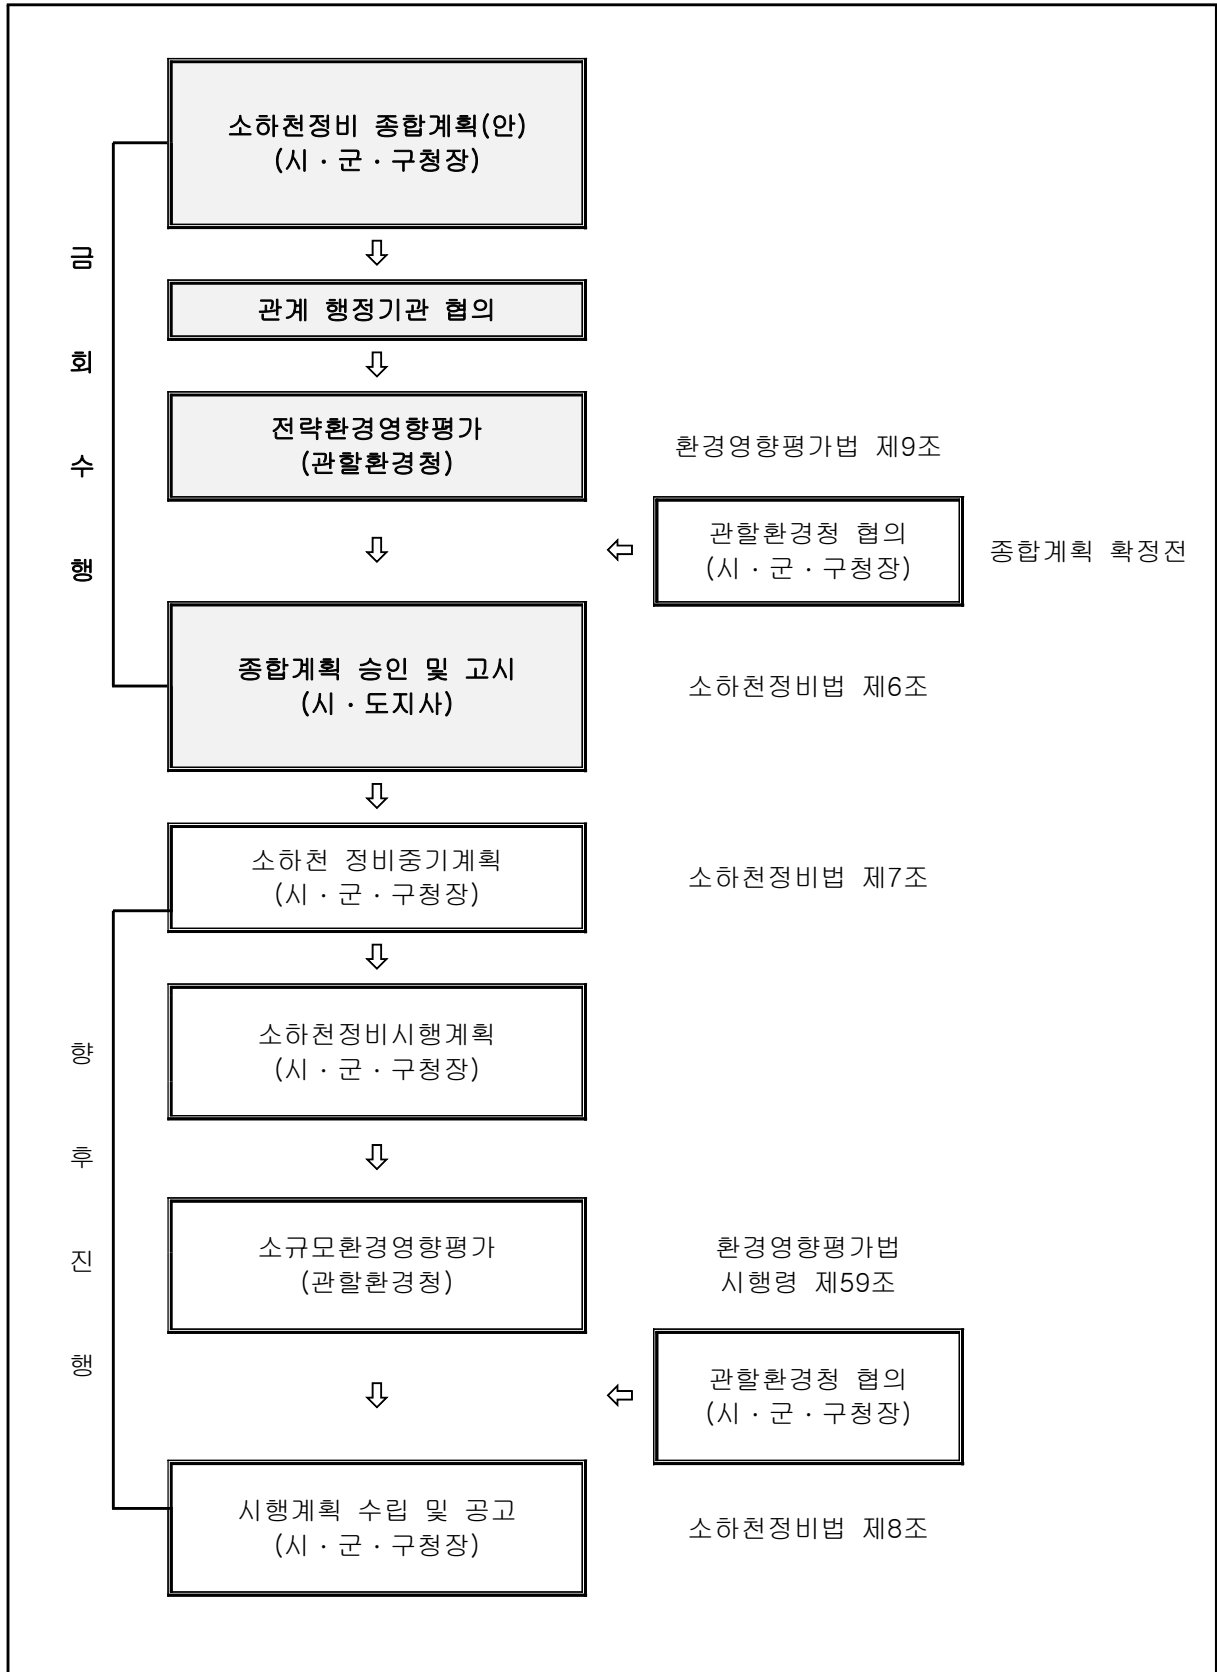 소하천정비 종합계획(안)
(시·군·구청장)
⇩
금
관계 행정기관 협의
회
⇩
전략환경영향평가
(관할환경청)
환경영향평가법 제9조
수
관할환경청 협의
(시·군·구청장)
종합계획 확정전
⇩
⇦
행
종합계획 승인 및 고시
(시·도지사)
소하천정비법 제6조
⇩
소하천 정비중기계획
(시·군·구청장)
소하천정비법 제7조
⇩
소하천정비시행계획
(시·군·구청장)
향
⇩
후
소규모환경영향평가
(관할환경청)
환경영향평가법
시행령 제59조
진
관할환경청 협의
(시·군·구청장)
행
⇩
⇦
시행계획 수립 및 공고
(시·군·구청장)
소하천정비법 제8조